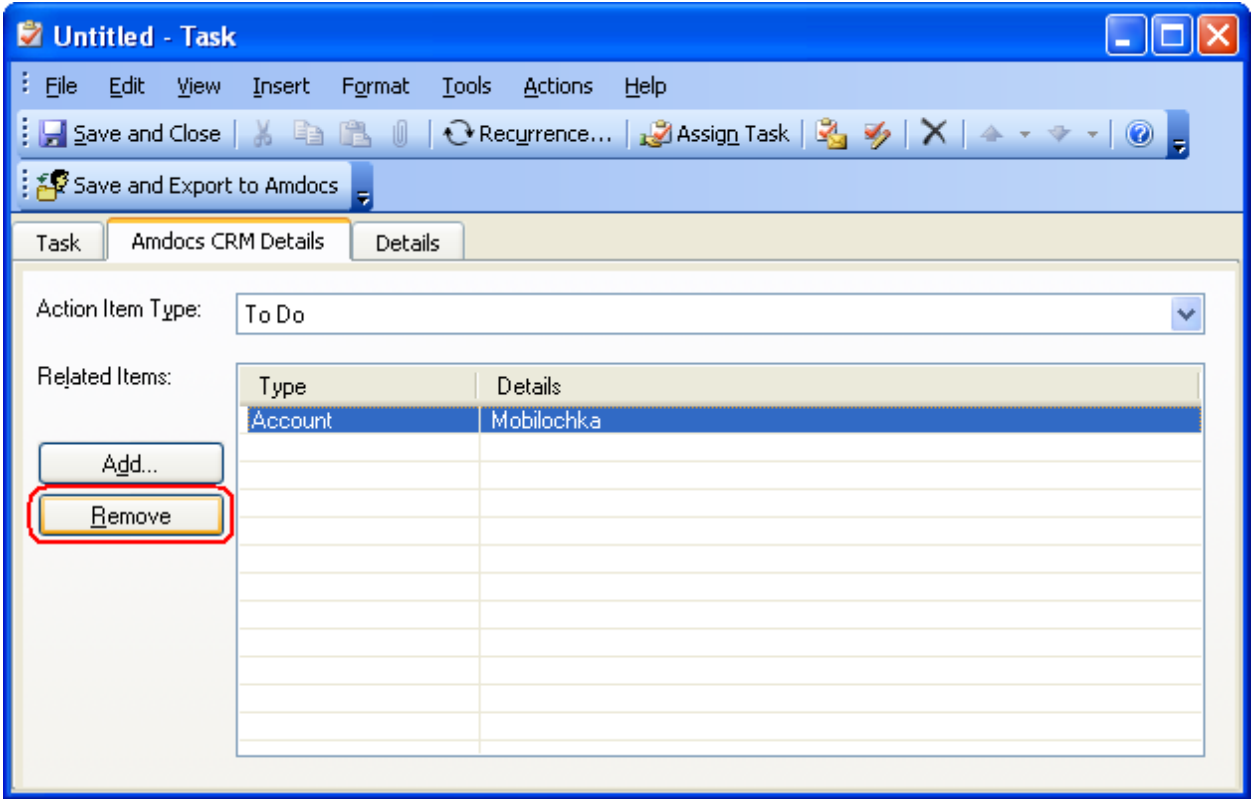 Untitled - Task
File Edit View Insert Format Tools Actions Help
Save and Close Recurrence... Assign Task
Save and Export to Amdocs
Task Amdocs CRM Details Details
Action Item Type: To Do
Related Items: Type Details
Account Mobilochka
Add...
Remove